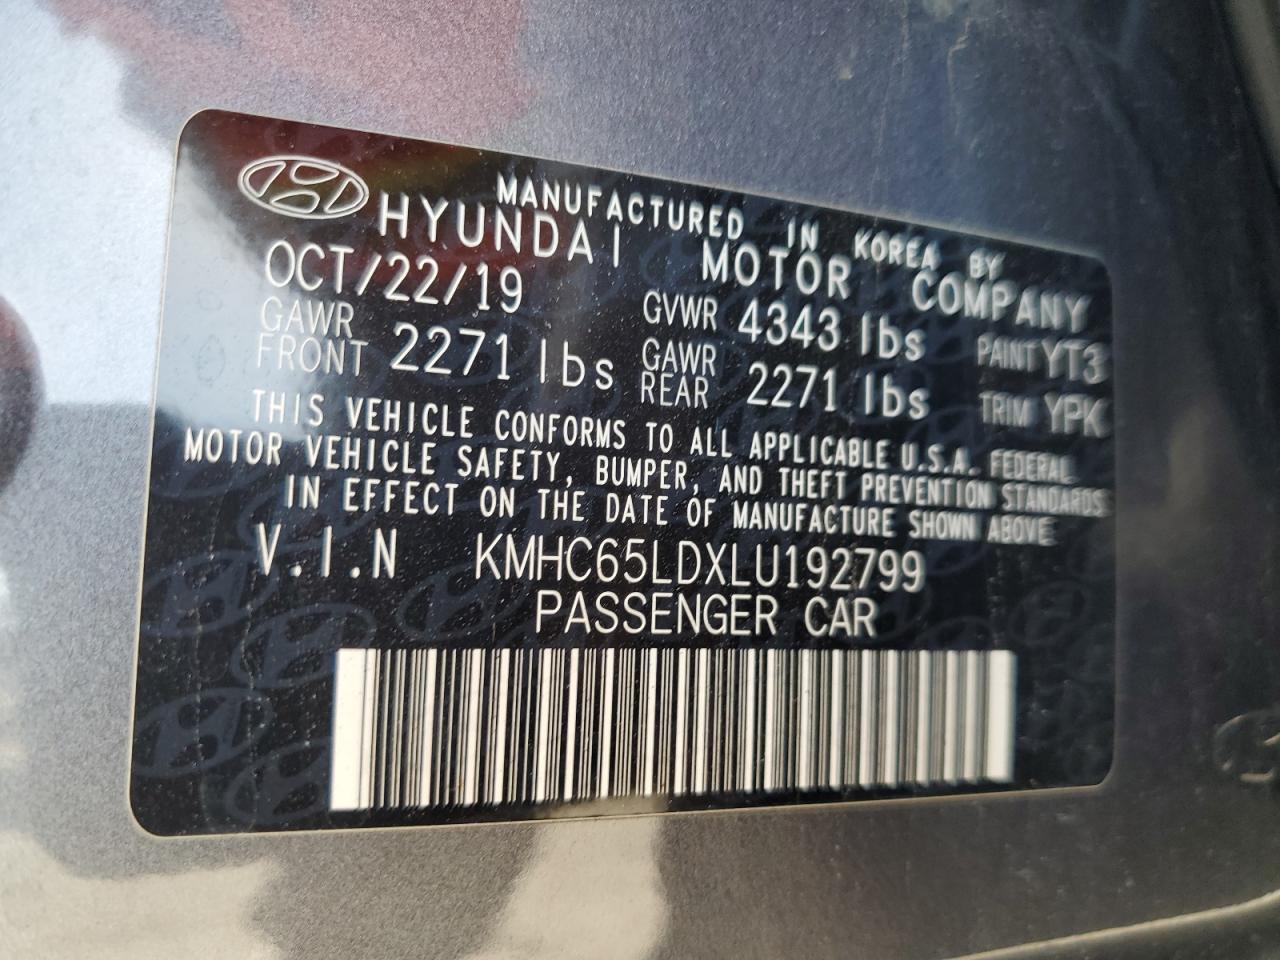 MANUFACTURED IN KOREA BY
HYUNDAI MOTOR COMPANY
OCT/22/19 GVWR 4343 lbs PAINT YT3
GAWR FRONT 2271 lbs GAWR REAR 2271 lbs TRIM YPK
THIS VEHICLE CONFORMS TO ALL APPLICABLE U.S.A. FEDERAL
MOTOR VEHICLE SAFETY, BUMPER, AND THEFT PREVENTION STANDARDS
IN EFFECT ON THE DATE OF MANUFACTURE SHOWN ABOVE.
V.I.N KMHC65LDXLU192799
PASSENGER CAR